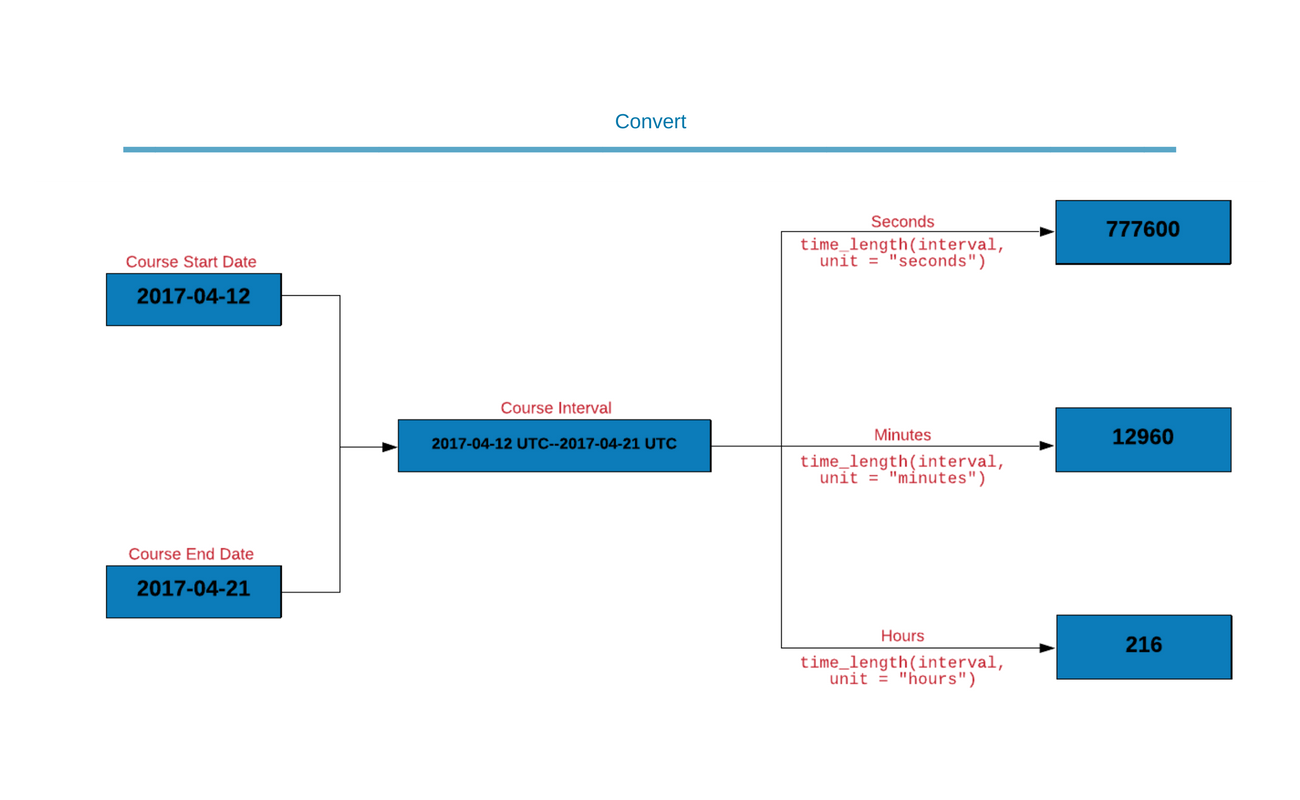 Convert
Course Start Date
2017-04-12
Course End Date
2017-04-21
Course Interval
2017-04-12 UTC--2017-04-21 UTC
Seconds
time_length(interval,
unit = "seconds")
777600
Minutes
time_length(interval,
unit = "minutes")
12960
Hours
time_length(interval,
unit = "hours")
216